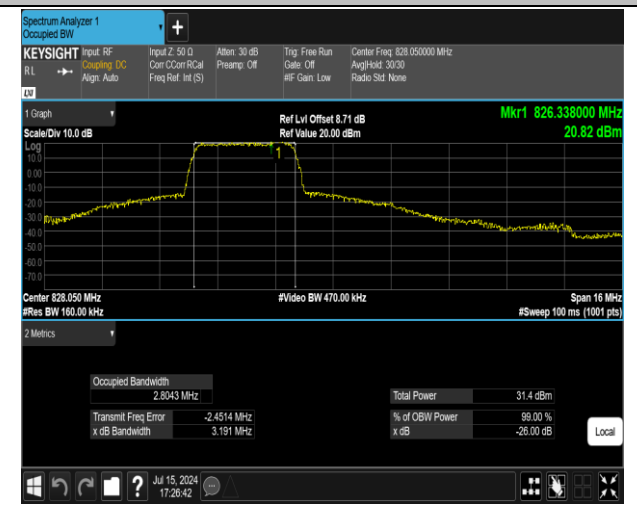 Spectrum Analyzer 1
Occupied BW
+
KEYSIGHT Input: RF Input Z: 50 Ω Atten: 30 dB Trig: Free Run Center Freq: 828.050000 MHz
RL Coupling: DC Corr CCorr RCal Preamp: Off Gate: Off Avg|Hold: 30/30
Align: Auto Freq Ref: Int (S) #IF Gain: Low Radio Std: None
LXI
1 Graph Ref Lvl Offset 8.71 dB Mkr1 826.338000 MHz
Scale/Div 10.0 dB Ref Value 20.00 dBm 20.82 dBm
Log
10.0
0.00
-10.0
-20.0
-30.0
-40.0
-50.0
-60.0
-70.0
1
Center 828.050 MHz #Video BW 470.00 kHz Span 16 MHz
#Res BW 160.00 kHz #Sweep 100 ms (1001 pts)
2 Metrics
Occupied Bandwidth
2.8043 MHz Total Power 31.4 dBm
Transmit Freq Error -2.4514 MHz % of OBW Power 99.00 %
x dB Bandwidth 3.191 MHz x dB -26.00 dB
Local
? Jul 15, 2024
17:26:42